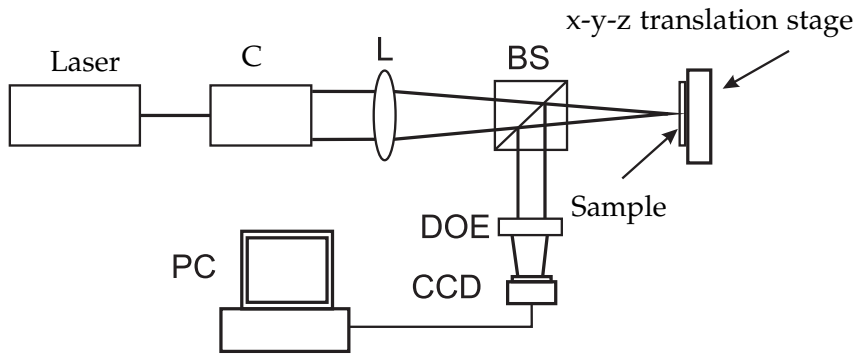 x-y-z translation stage
Laser
C
L
BS
Sample
DOE
PC
CCD